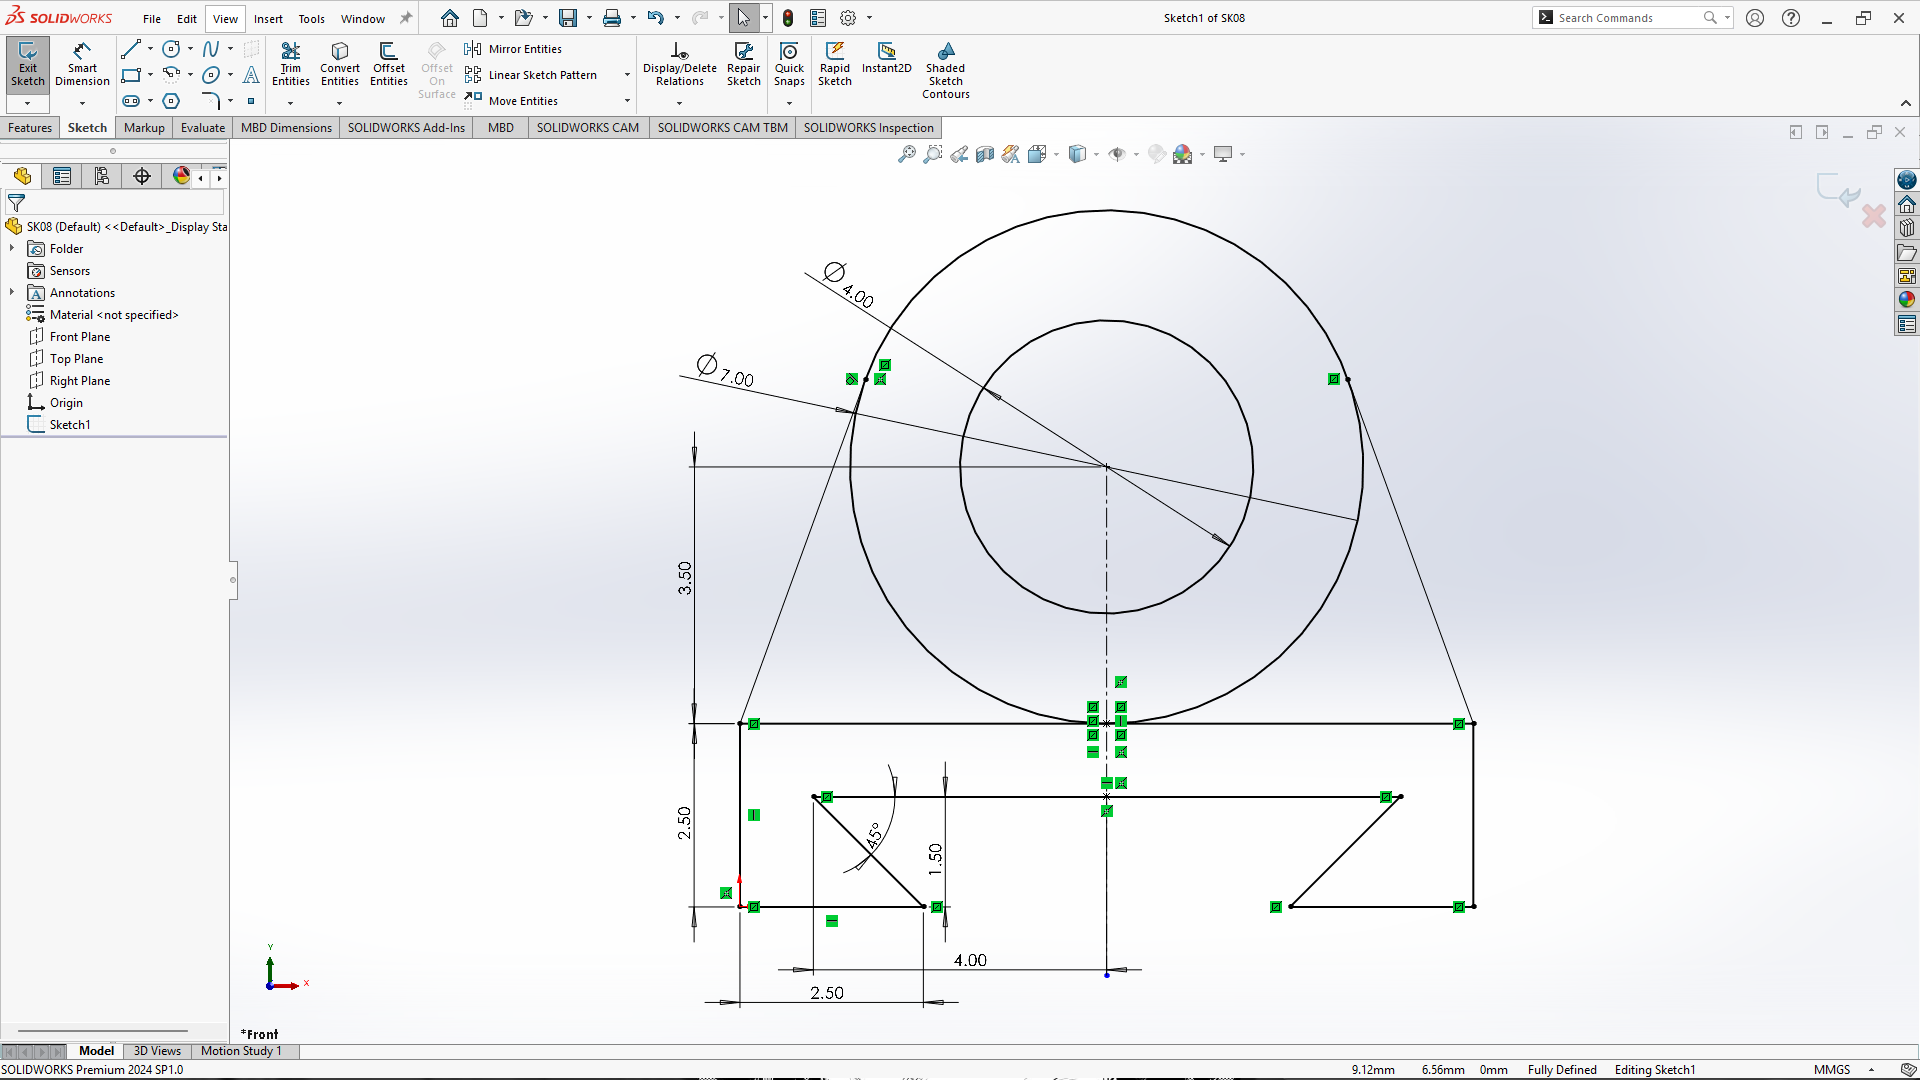 SOLIDWORKS File Edit View Insert Tools Window Sketch1 of SK08 Search Commands
Exit Sketch
Smart Dimension
Trim Entities
Convert Entities
Offset Entities
Offset On Surface
Mirror Entities
Linear Sketch Pattern
Move Entities
Display/Delete Relations
Repair Sketch
Quick Snaps
Rapid Sketch
Instant2D
Shaded Sketch Contours
Features Sketch Markup Evaluate MBD Dimensions SOLIDWORKS Add-Ins MBD SOLIDWORKS CAM SOLIDWORKS CAM TBM SOLIDWORKS Inspection
SK08 (Default) <<Default>_Display Sta
Folder
Sensors
Annotations
Material <not specified>
Front Plane
Top Plane
Right Plane
Origin
Sketch1
Ø 4.00
Ø 7.00
3.50
2.50
45°
1.50
4.00
2.50
Y
X
*Front
Model 3D Views Motion Study 1
SOLIDWORKS Premium 2024 SP1.0 9.12mm 6.56mm 0mm Fully Defined Editing Sketch1 MMGS